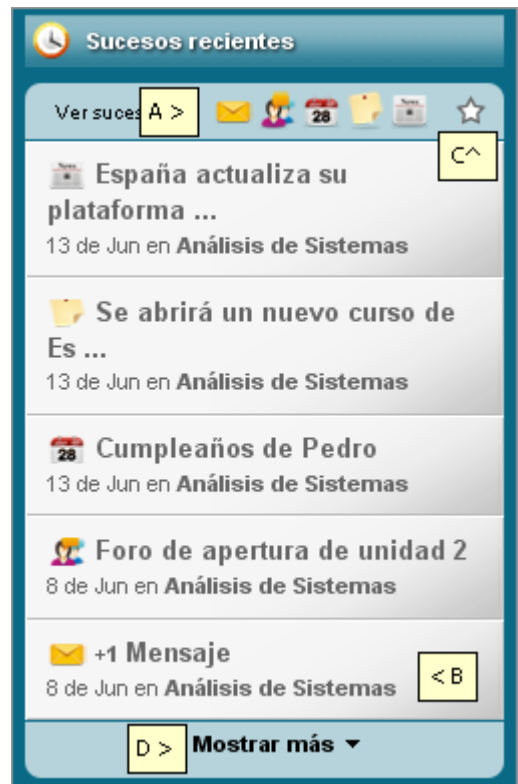 Sucesos recientes
Ver suces A >
28
C^
España actualiza su
plataforma ...
13 de Jun en Análisis de Sistemas
Se abrirá un nuevo curso de
Es ...
13 de Jun en Análisis de Sistemas
28 Cumpleaños de Pedro
13 de Jun en Análisis de Sistemas
Foro de apertura de unidad 2
8 de Jun en Análisis de Sistemas
+1 Mensaje
8 de Jun en Análisis de Sistemas
< B
D > Mostrar más